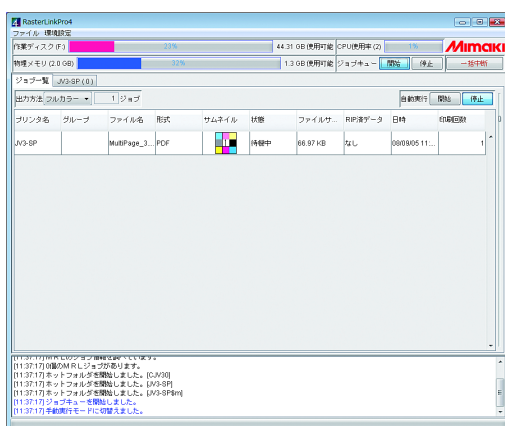 RasterLinkPro4
ファイル 環境設定
作業ディスク(F:) 23% 44.31 GB使用可能 CPU使用率(2) 1% Mimaki
物理メモリ(2.0 GB) 33% 1.3 GB使用可能 ジョブキュー 開始 停止 一括中断
ジョブ一覧 JV3-SP(0)
出力方法 フルカラー 1 ジョブ 自動実行 開始 停止
プリンタ名 グループ ファイル名 形式 サムネイル 状態 ファイルサ... RIP済データ 日時 印刷回数
JV3-SP MultiPage_3... PDF 待機中 66.97 KB なし 08/09/05 11:... 1
[11:37:17] 0個のＭＲＬジョブがあります。
[11:37:17] ホットフォルダを開始しました。[CJV30]
[11:37:17] ホットフォルダを開始しました。[JV3-SP]
[11:37:17] ホットフォルダを開始しました。[JV3-SP$m]
[11:37:17] ジョブキューを開始しました。
[11:37:17] 手動実行モードに切替えました。